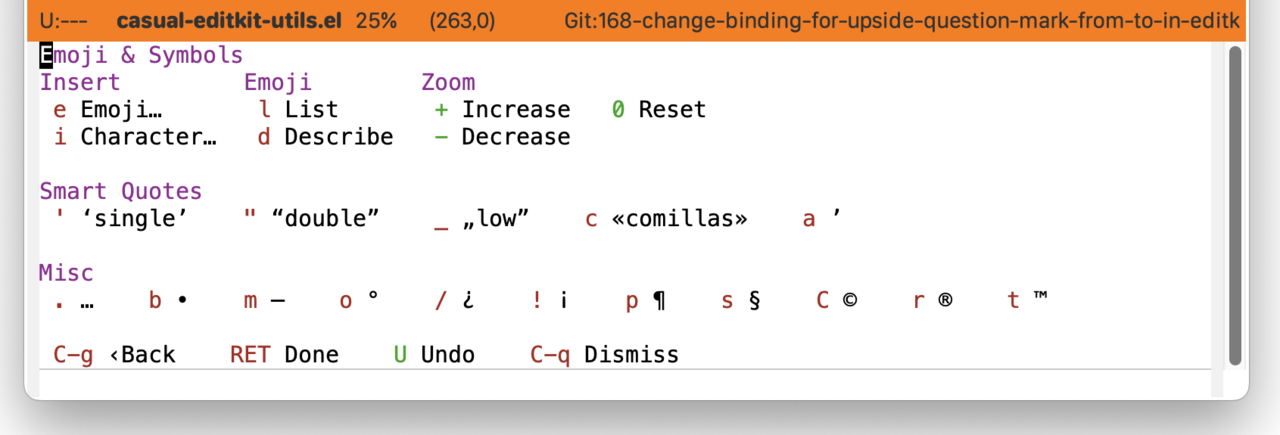 U:--- casual-editkit-utils.el 25% (263,0) Git:168-change-binding-for-upside-question-mark-from-to-in-editk
Emoji & Symbols
Insert Emoji Zoom
e Emoji… l List + Increase 0 Reset
i Character… d Describe - Decrease
Smart Quotes
' ‘single’ " “double” _ „low” c «comillas» a ’
Misc
. … b • m — o ° / ¿ ! ¡ p ¶ s § C © r ® t ™
C-g ‹Back RET Done U Undo C-q Dismiss